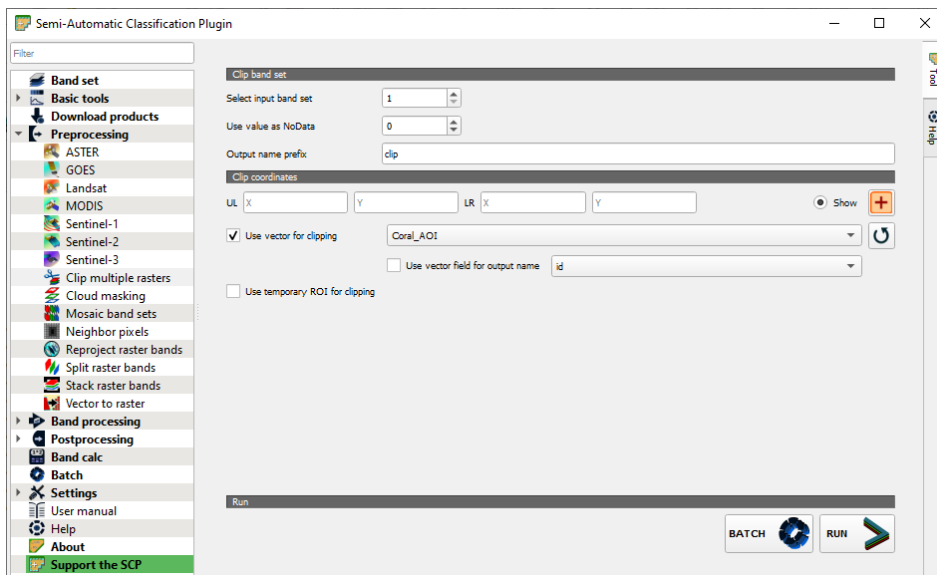 Semi-Automatic Classification Plugin
Filter
Band set
Basic tools
Download products
Preprocessing
ASTER
GOES
Landsat
MODIS
Sentinel-1
Sentinel-2
Sentinel-3
Clip multiple rasters
Cloud masking
Mosaic band sets
Neighbor pixels
Reproject raster bands
Split raster bands
Stack raster bands
Vector to raster
Band processing
Postprocessing
Band calc
Batch
Settings
User manual
Help
About
Support the SCP
Clip band set
Select input band set 1
Use value as NoData 0
Output name prefix clip
Clip coordinates
UL X Y LR X Y Show
Use vector for clipping Coral_AOI
Use vector field for output name id
Use temporary ROI for clipping
Run
BATCH RUN
Tool
Help